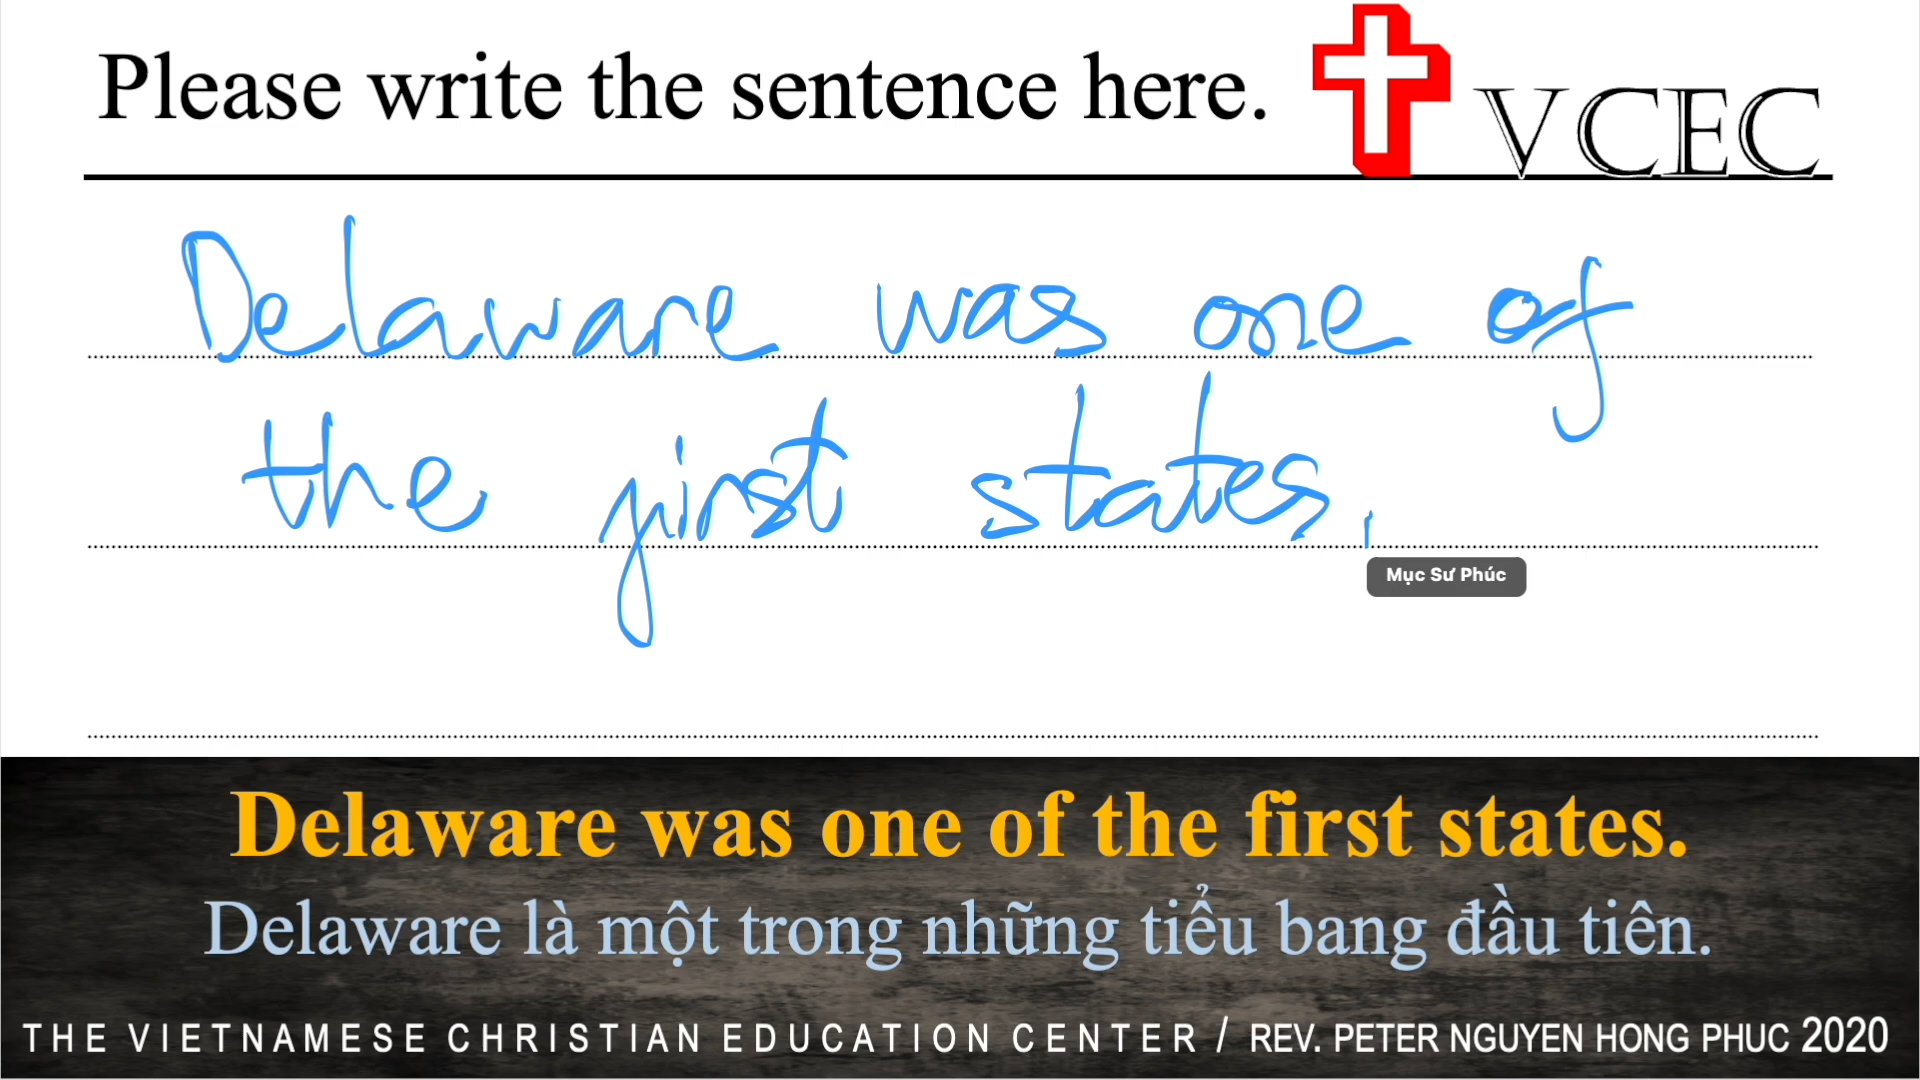 Please write the sentence here.
VCEC
Delaware was one of
the first states.
Mục Sư Phúc
Delaware was one of the first states.
Delaware là một trong những tiểu bang đầu tiên.
THE VIETNAMESE CHRISTIAN EDUCATION CENTER / REV. PETER NGUYEN HONG PHUC 2020